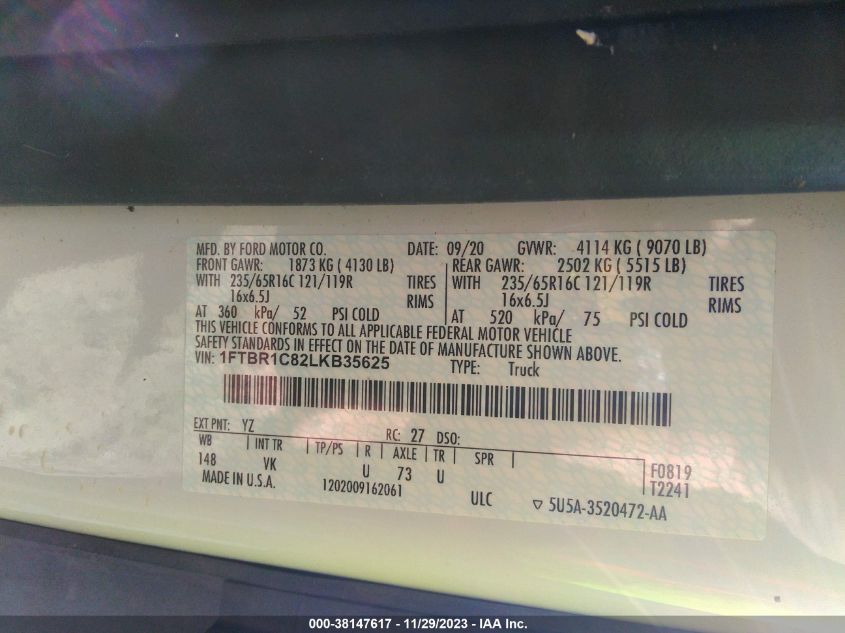 MFD. BY FORD MOTOR CO. DATE: 09/20 GVWR: 4114 KG ( 9070 LB)
FRONT GAWR: 1873 KG ( 4130 LB) REAR GAWR: 2502 KG ( 5515 LB)
WITH 235/65R16C 121/119R TIRES WITH 235/65R16C 121/119R TIRES
16x6.5J RIMS 16x6.5J RIMS
AT 360 kPa/ 52 PSI COLD AT 520 kPa/ 75 PSI COLD
THIS VEHICLE CONFORMS TO ALL APPLICABLE FEDERAL MOTOR VEHICLE
SAFETY STANDARDS IN EFFECT ON THE DATE OF MANUFACTURE SHOWN ABOVE.
VIN: 1FTBR1C82LKB35625 TYPE: Truck
EXT PNT: YZ RC: 27 DSO:
WB INT TR TP/PS R AXLE TR SPR
148 VK U 73 U F0819
MADE IN U.S.A. 1202009162061 ULC T2241
▽ 5U5A-3520472-AA
000-38147617 - 11/29/2023 - IAA Inc.